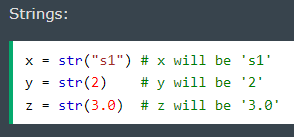 Strings:
x = str("s1") # x will be 's1'
y = str(2)    # y will be '2'
z = str(3.0)  # z will be '3.0'